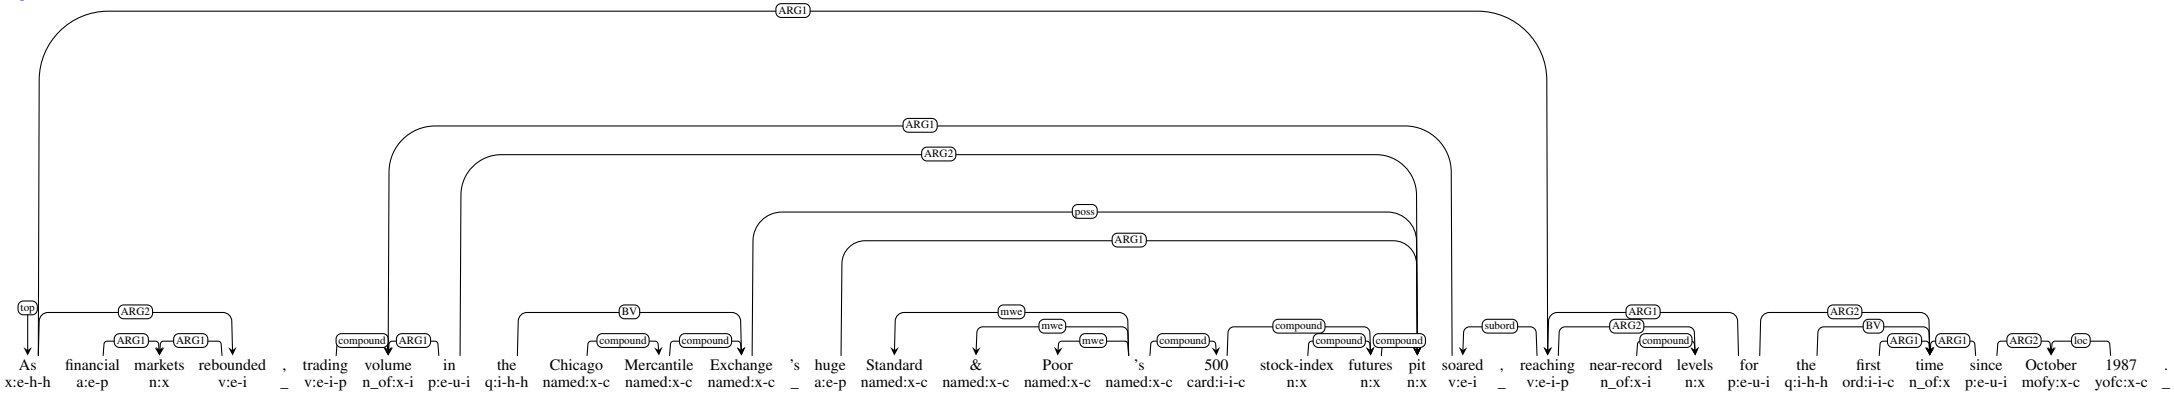 ARG1
ARG1
ARG2
poss
ARG1
top ARG2 BV mwe ARG1 ARG2
mwe compound subord ARG2 BV
ARG1 ARG1 compound ARG1 compound compound mwe compound compound compound compound ARG1 ARG1 ARG2 loc
As financial markets rebounded , trading volume in the Chicago Mercantile Exchange 's huge Standard & Poor 's 500 stock-index futures pit soared , reaching near-record levels for the first time since October 1987 .
x:e-h-h a:e-p n:x v:e-i _ v:e-i-p n_of:x-i p:e-u-i q:i-h-h named:x-c named:x-c named:x-c _ a:e-p named:x-c named:x-c named:x-c named:x-c card:i-i-c n:x n:x n:x v:e-i _ v:e-i-p n_of:x-i n:x p:e-u-i q:i-h-h ord:i-i-c n_of:x p:e-u-i mofy:x-c yofc:x-c _